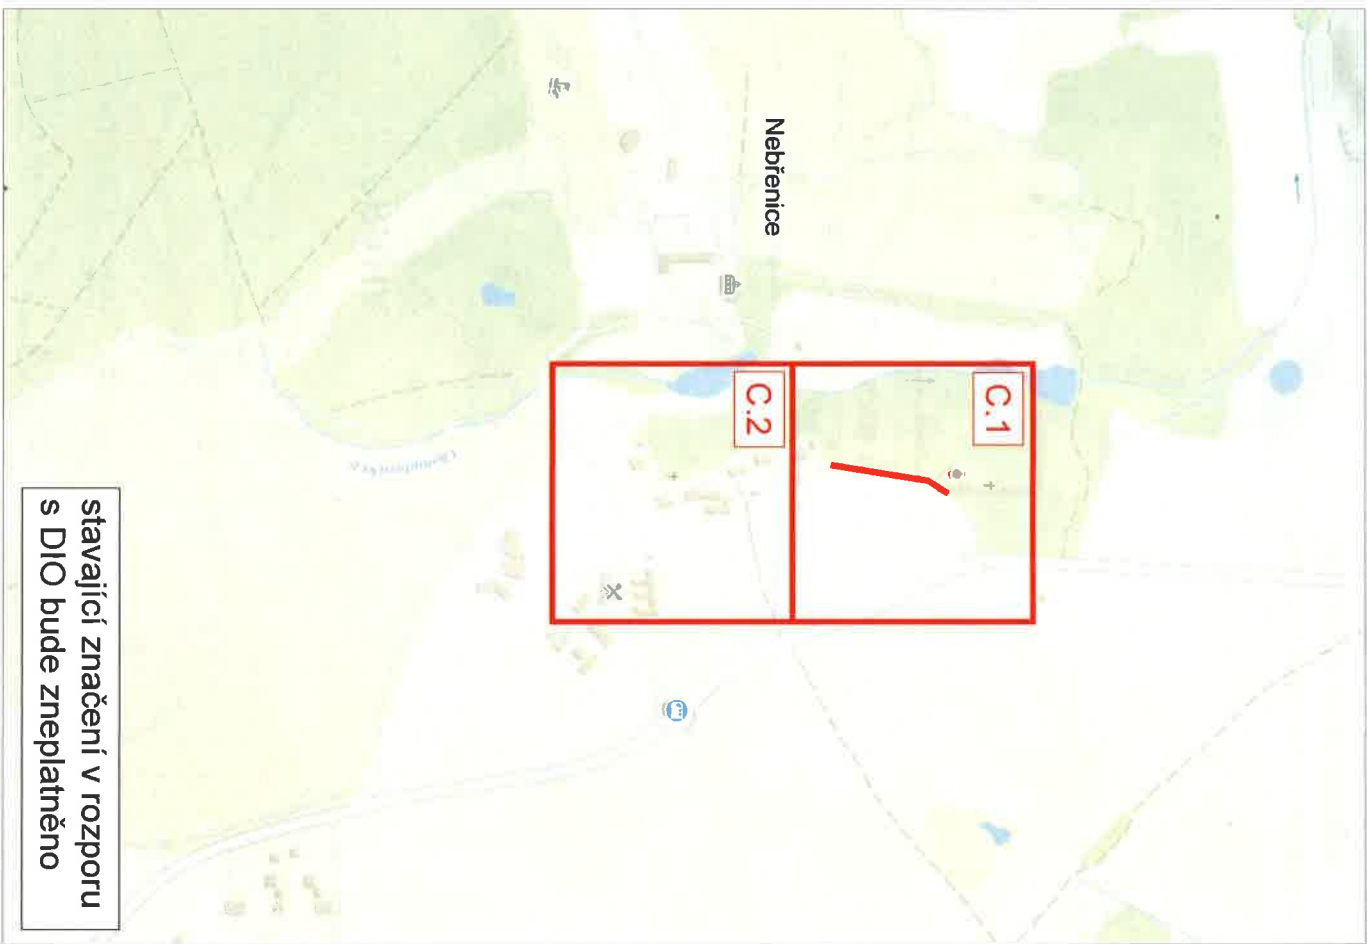 Nebřenice
C.1
C.2
stavající značení v rozporu
s DIO bude zneplatněno